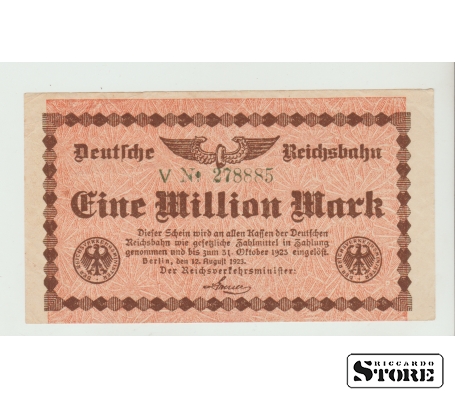 Deutsche Reichsbahn
V Nº 278885
Eine Million Mark
Dieser Schein wird an allen Kassen der Deutschen
Reichsbahn wie gesetzliche Zahlmittel in Zahlung
genommen und bis zum 31. Oktober 1923 eingelöst.
Berlin, den 12. August 1923.
Der Reichsverkehrsminister:
RICCARDO
STORE